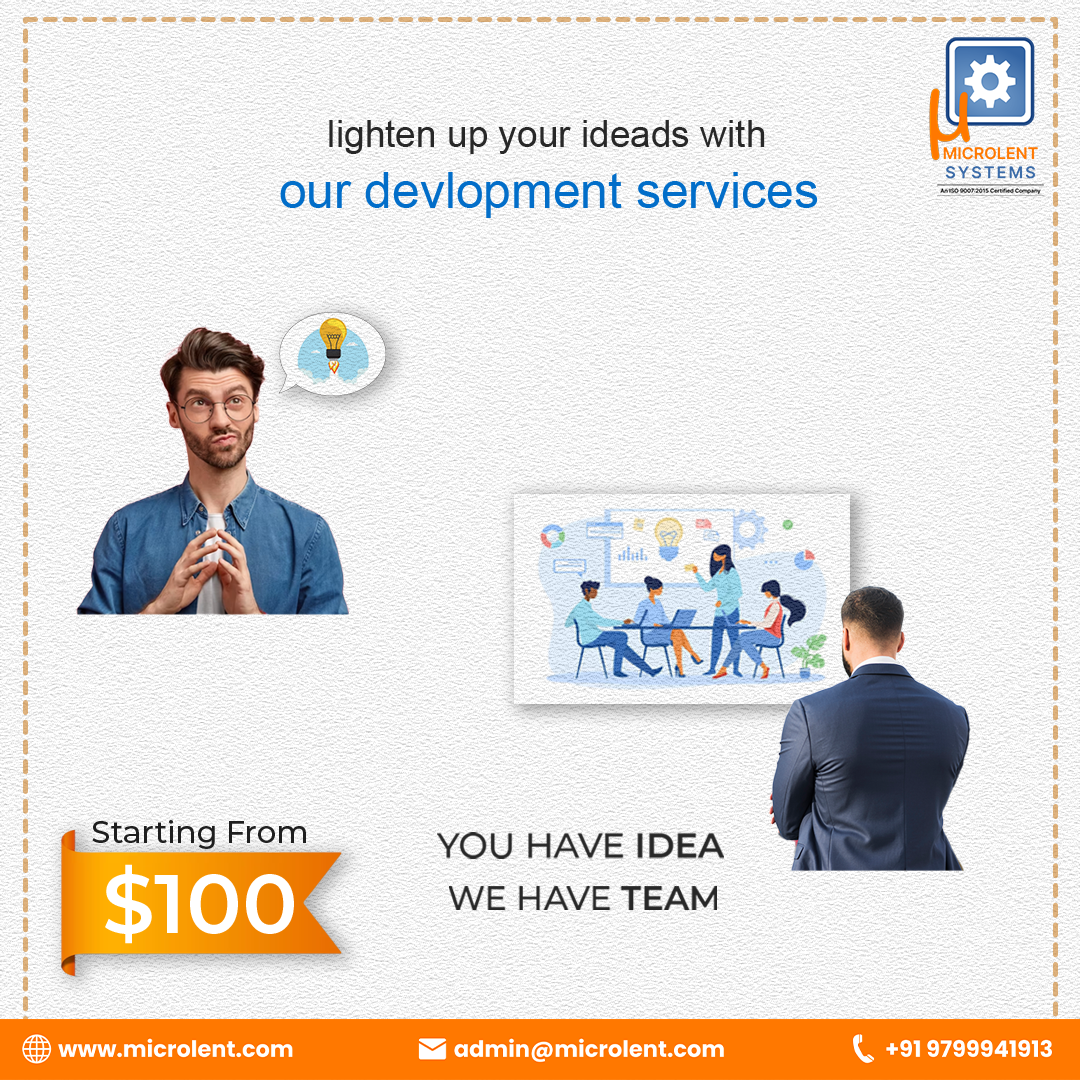 lighten up your ideads with
our devlopment services
µ
MICROLENT
SYSTEMS
An ISO 9007:2015 Certified Company
Starting From
$100
YOU HAVE IDEA
WE HAVE TEAM
www.microlent.com
admin@microlent.com
+91 9799941913